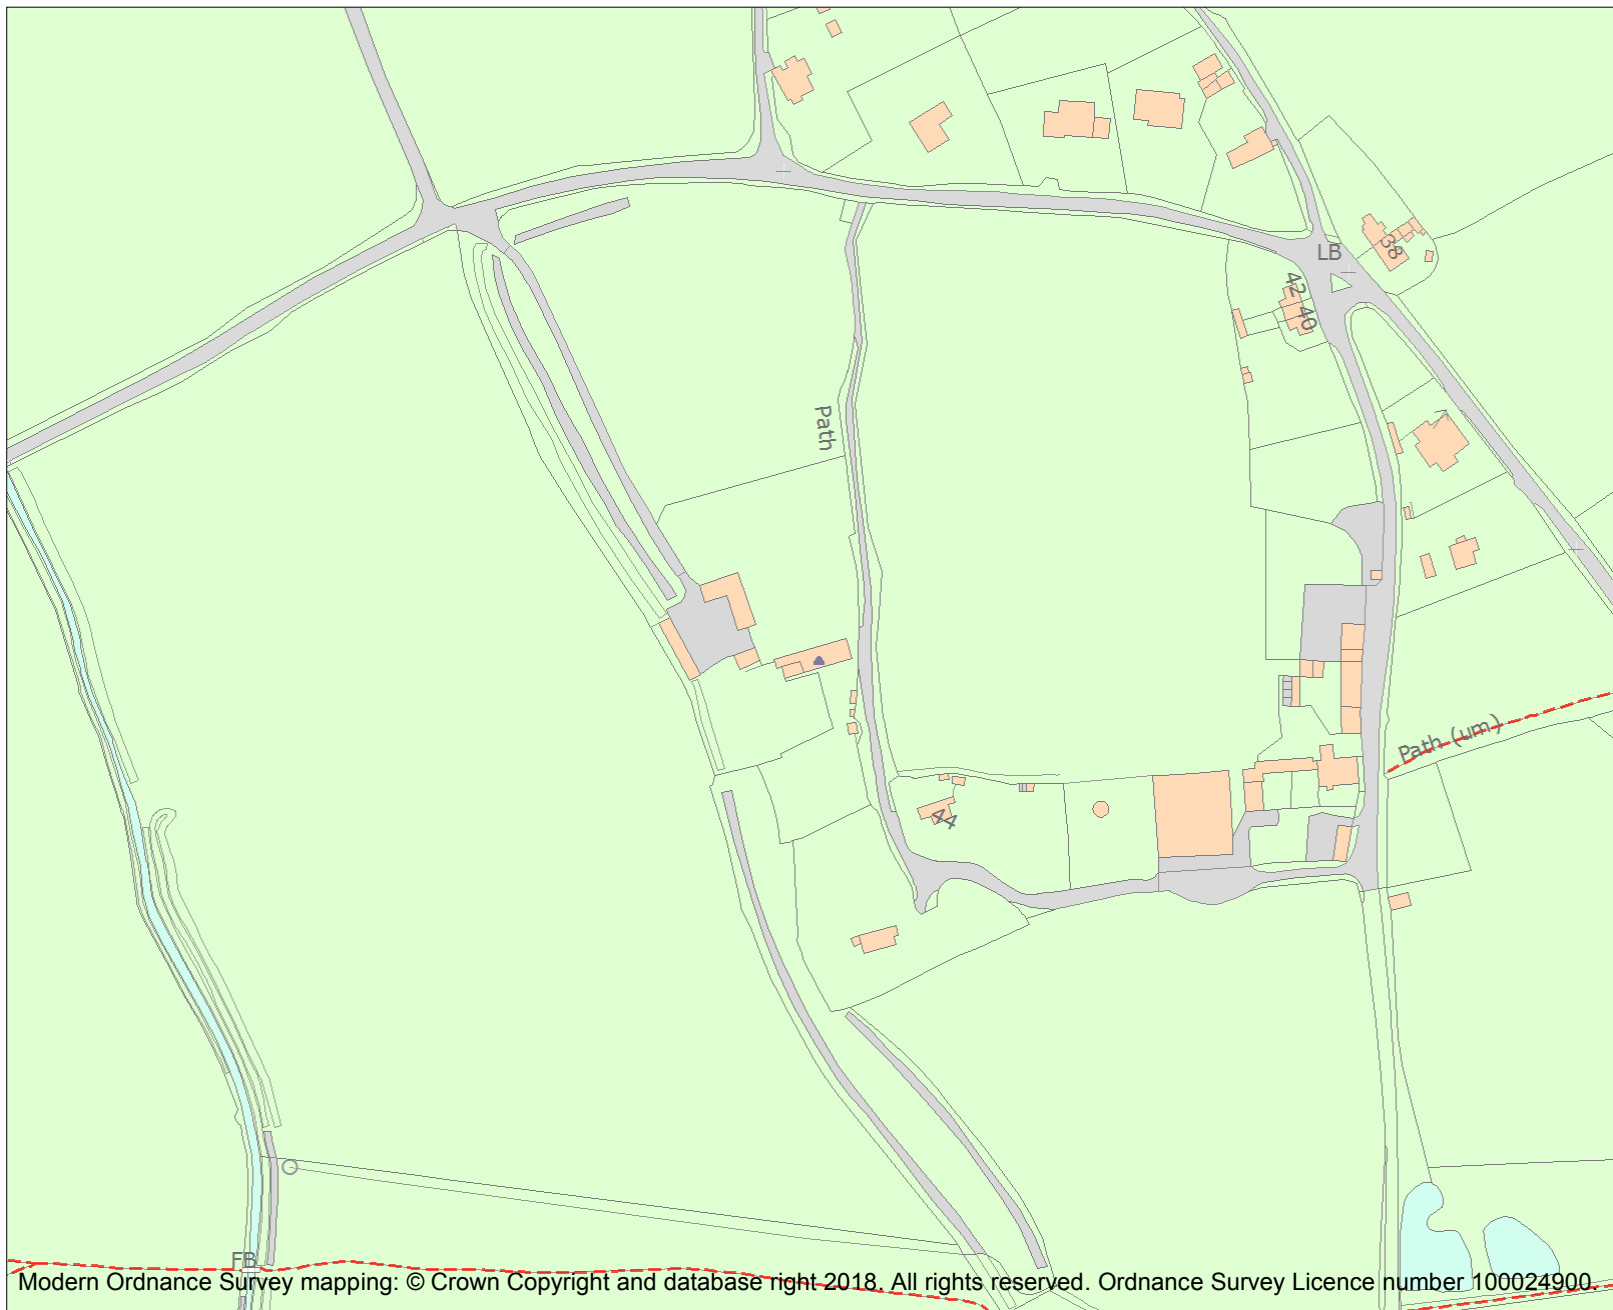 LB
38
42
40
Path
Path (um)
44
FB
Modern Ordnance Survey mapping: © Crown Copyright and database right 2018. All rights reserved. Ordnance Survey Licence number 100024900.